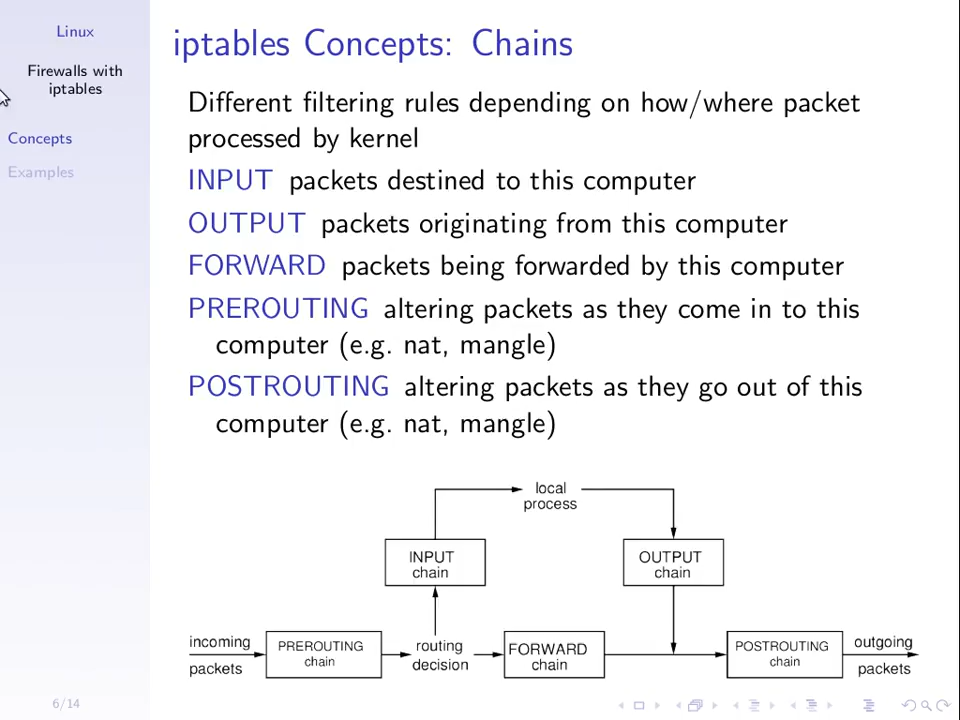 Linux
Firewalls with
iptables
Concepts
Examples
iptables Concepts: Chains
Different filtering rules depending on how/where packet
processed by kernel
INPUT packets destined to this computer
OUTPUT packets originating from this computer
FORWARD packets being forwarded by this computer
PREROUTING altering packets as they come in to this
computer (e.g. nat, mangle)
POSTROUTING altering packets as they go out of this
computer (e.g. nat, mangle)
local
process
INPUT
chain
OUTPUT
chain
incoming
packets
PREROUTING
chain
routing
decision
FORWARD
chain
POSTROUTING
chain
outgoing
packets
6/14